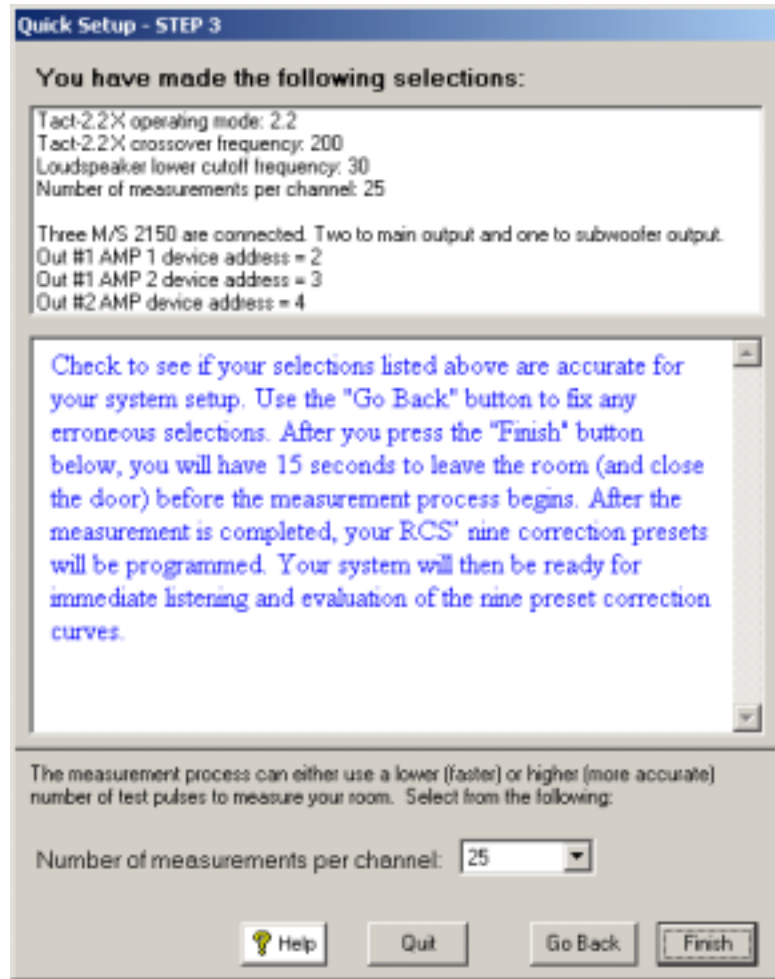 Quick Setup - STEP 3
You have made the following selections:
Tact-2.2X operating mode: 2.2
Tact-2.2X crossover frequency: 200
Loudspeaker lower cutoff frequency: 30
Number of measurements per channel: 25
Three M/S 2150 are connected. Two to main output and one to subwoofer output.
Out #1 AMP 1 device address = 2
Out #1 AMP 2 device address = 3
Out #2 AMP device address = 4
Check to see if your selections listed above are accurate for
your system setup. Use the "Go Back" button to fix any
erroneous selections. After you press the "Finish" button
below, you will have 15 seconds to leave the room (and close
the door) before the measurement process begins. After the
measurement is completed, your RCS' nine correction presets
will be programmed. Your system will then be ready for
immediate listening and evaluation of the nine preset correction
curves.
The measurement process can either use a lower (faster) or higher (more accurate)
number of test pulses to measure your room. Select from the following:
Number of measurements per channel: 25
? Help Quit Go Back Finish